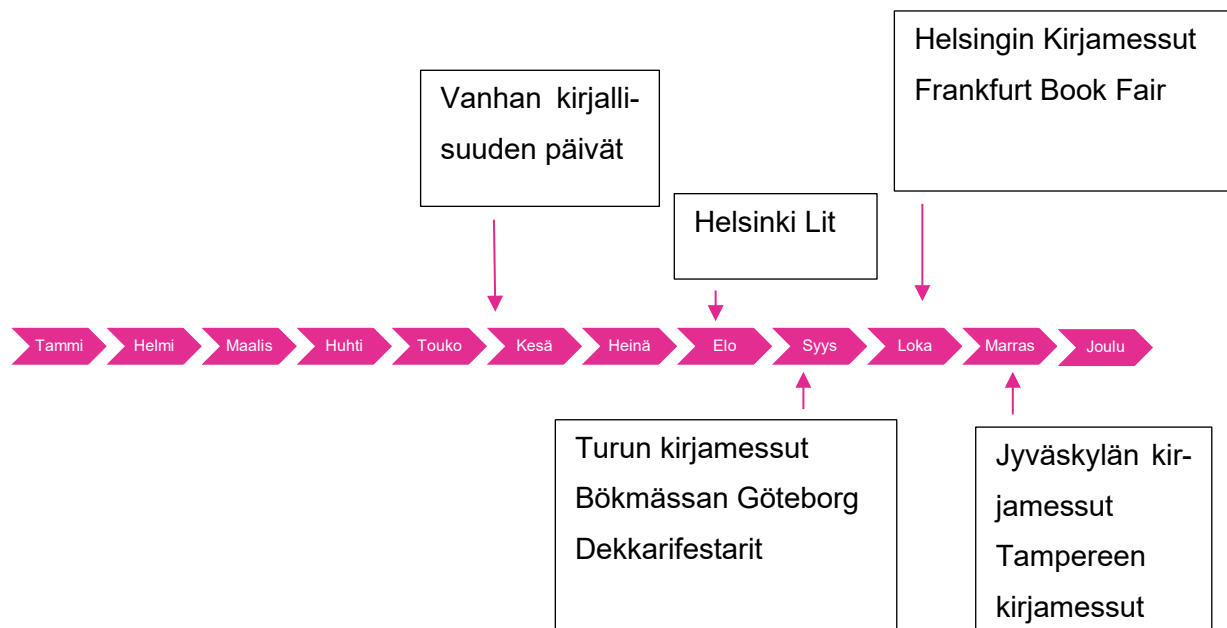 Helsingin Kirjamessut
Frankfurt Book Fair
Vanhan kirjalli-
suuden päivät
Helsinki Lit
Tammi
Helmi
Maalis
Huhti
Touko
Kesä
Heinä
Elo
Syys
Loka
Marras
Joulu
Turun kirjamessut
Bökmässan Göteborg
Dekkarifestarit
Jyväskylän kir-
jamessut
Tampereen
kirjamessut